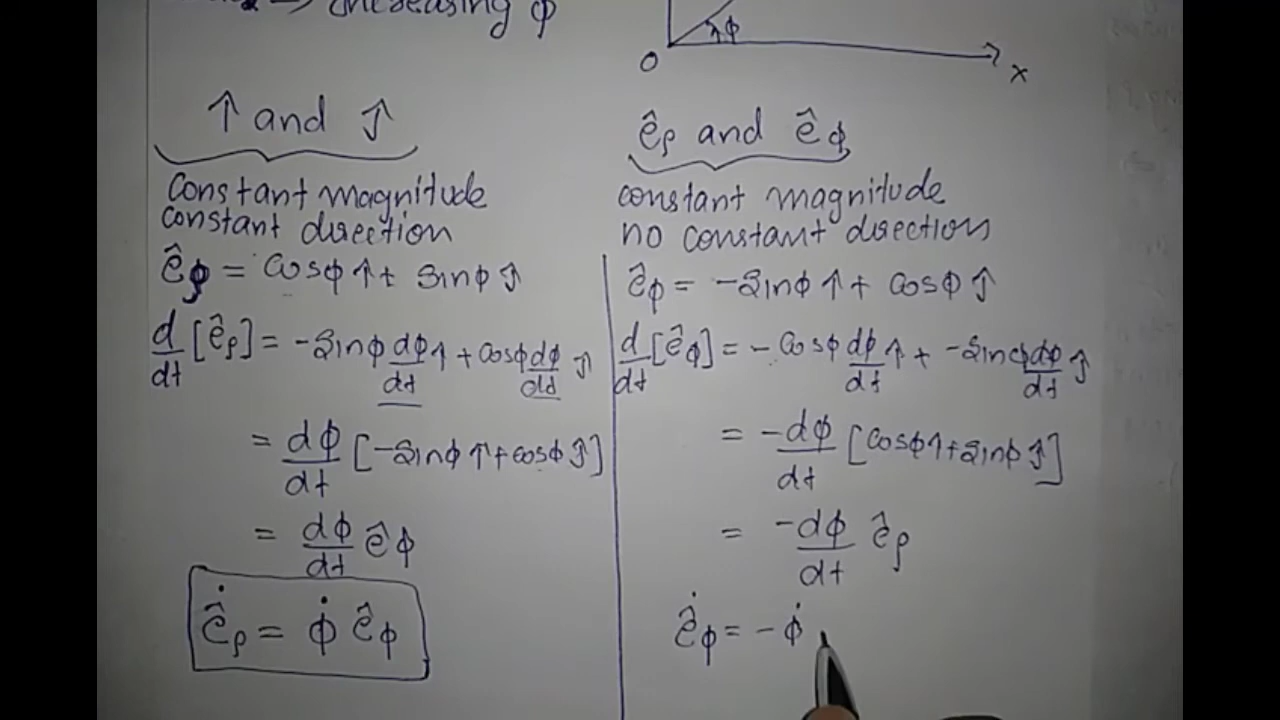 → increasing ϕ
ϕ
O
x
î and ĵ
constant magnitude
constant direction
ê_ρ = cosϕ î + sinϕ ĵ
d/dt [ê_ρ] = -sinϕ dϕ/dt î + cosϕ dϕ/dt ĵ
= dϕ/dt [-sinϕ î + cosϕ ĵ]
= dϕ/dt ê_ϕ
ê̇_ρ = ϕ̇ ê_ϕ
ê_ρ and ê_ϕ
constant magnitude
no constant direction
ê_ϕ = -sinϕ î + cosϕ ĵ
d/dt [ê_ϕ] = -cosϕ dϕ/dt î + -sinϕ dϕ/dt ĵ
= -dϕ/dt [cosϕ î + sinϕ ĵ]
= -dϕ/dt ê_ρ
ê̇_ϕ = -ϕ̇